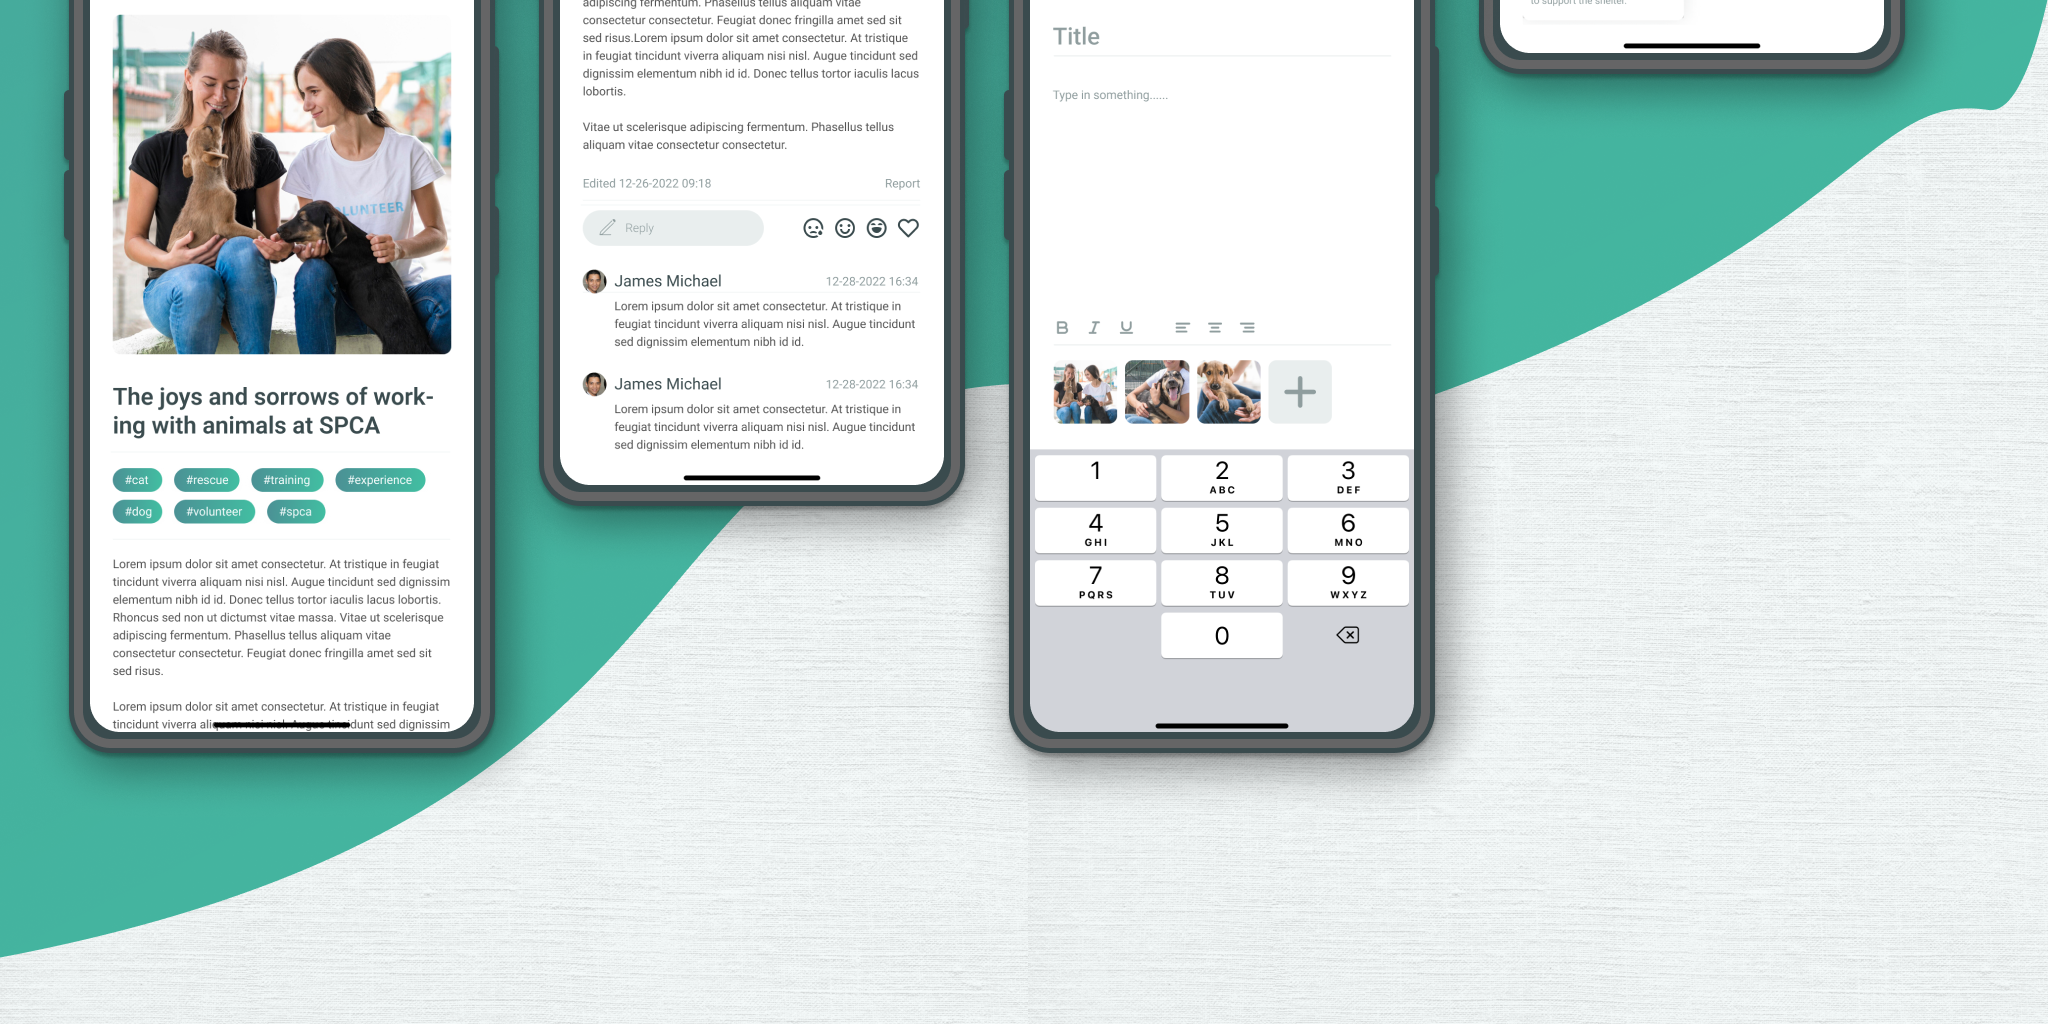 VOLUNTEER
The joys and sorrows of work-
ing with animals at SPCA
#cat
#rescue
#training
#experience
#dog
#volunteer
#spca
Lorem ipsum dolor sit amet consectetur. At tristique in feugiat
tincidunt viverra aliquam nisi nisl. Augue tincidunt sed dignissim
elementum nibh id id. Donec tellus tortor iaculis lacus lobortis.
Rhoncus sed non ut dictumst vitae massa. Vitae ut scelerisque
adipiscing fermentum. Phasellus tellus aliquam vitae
consectetur consectetur. Feugiat donec fringilla amet sed sit
sed risus.
Lorem ipsum dolor sit amet consectetur. At tristique in feugiat
tincidunt viverra aliquam nisi nisl. Augue tincidunt sed dignissim
adipiscing fermentum. Phasellus tellus aliquam vitae
consectetur consectetur. Feugiat donec fringilla amet sed sit
sed risus.Lorem ipsum dolor sit amet consectetur. At tristique
in feugiat tincidunt viverra aliquam nisi nisl. Augue tincidunt sed
dignissim elementum nibh id id. Donec tellus tortor iaculis lacus
lobortis.
Vitae ut scelerisque adipiscing fermentum. Phasellus tellus
aliquam vitae consectetur consectetur.
Edited 12-26-2022 09:18
Report
Reply
James Michael
12-28-2022 16:34
Lorem ipsum dolor sit amet consectetur. At tristique in
feugiat tincidunt viverra aliquam nisi nisl. Augue tincidunt
sed dignissim elementum nibh id id.
James Michael
12-28-2022 16:34
Lorem ipsum dolor sit amet consectetur. At tristique in
feugiat tincidunt viverra aliquam nisi nisl. Augue tincidunt
sed dignissim elementum nibh id id.
Title
Type in something......
B I U
1
2
ABC
3
DEF
4
GHI
5
JKL
6
MNO
7
PQRS
8
TUV
9
WXYZ
0
to support the shelter.